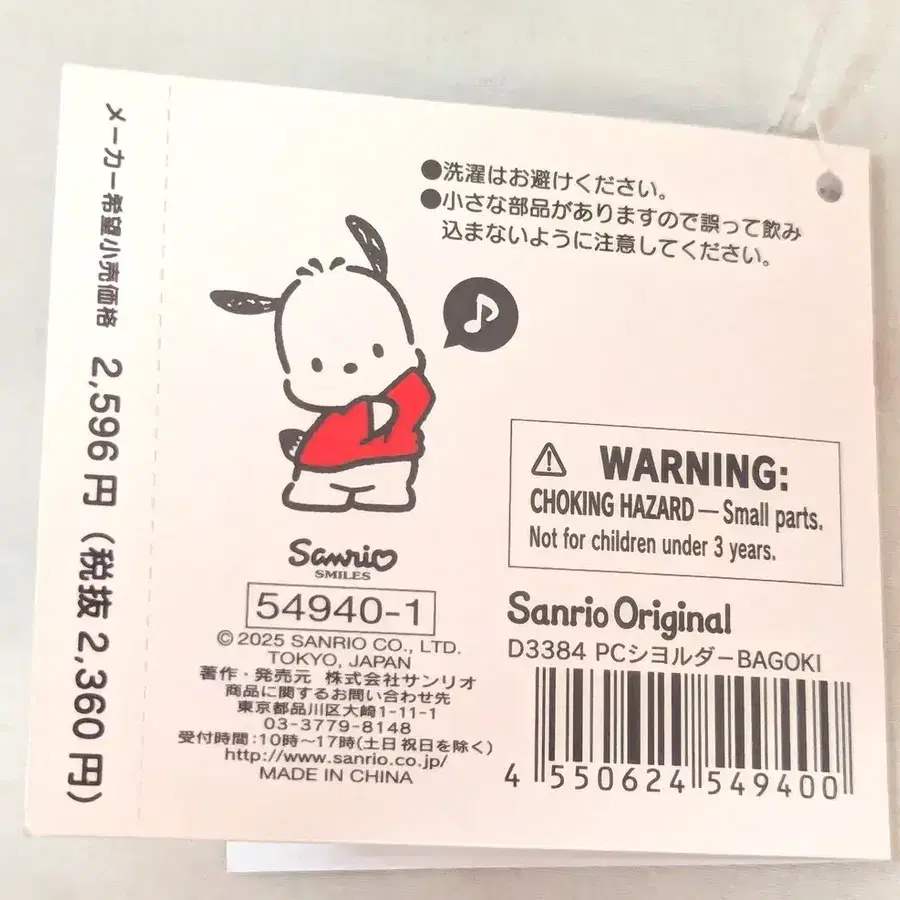 メーカー希望小売価格 2,596 円 (税抜 2,360 円)
●洗濯はお避けください。
●小さな部品がありますので誤って飲み
込まないように注意してください。
WARNING:
CHOKING HAZARD — Small parts.
Not for children under 3 years.
Sanrio
SMILES
54940-1
© 2025 SANRIO CO., LTD.
TOKYO, JAPAN
著作・発売元 株式会社サンリオ
商品に関するお問い合わせ先
東京都品川区大崎1-11-1
03-3779-8148
受付時間:10時〜17時(土日祝日を除く)
http://www.sanrio.co.jp/
MADE IN CHINA
Sanrio Original
D3384 PCシヨルダーBAGOKI
4 550624 549400